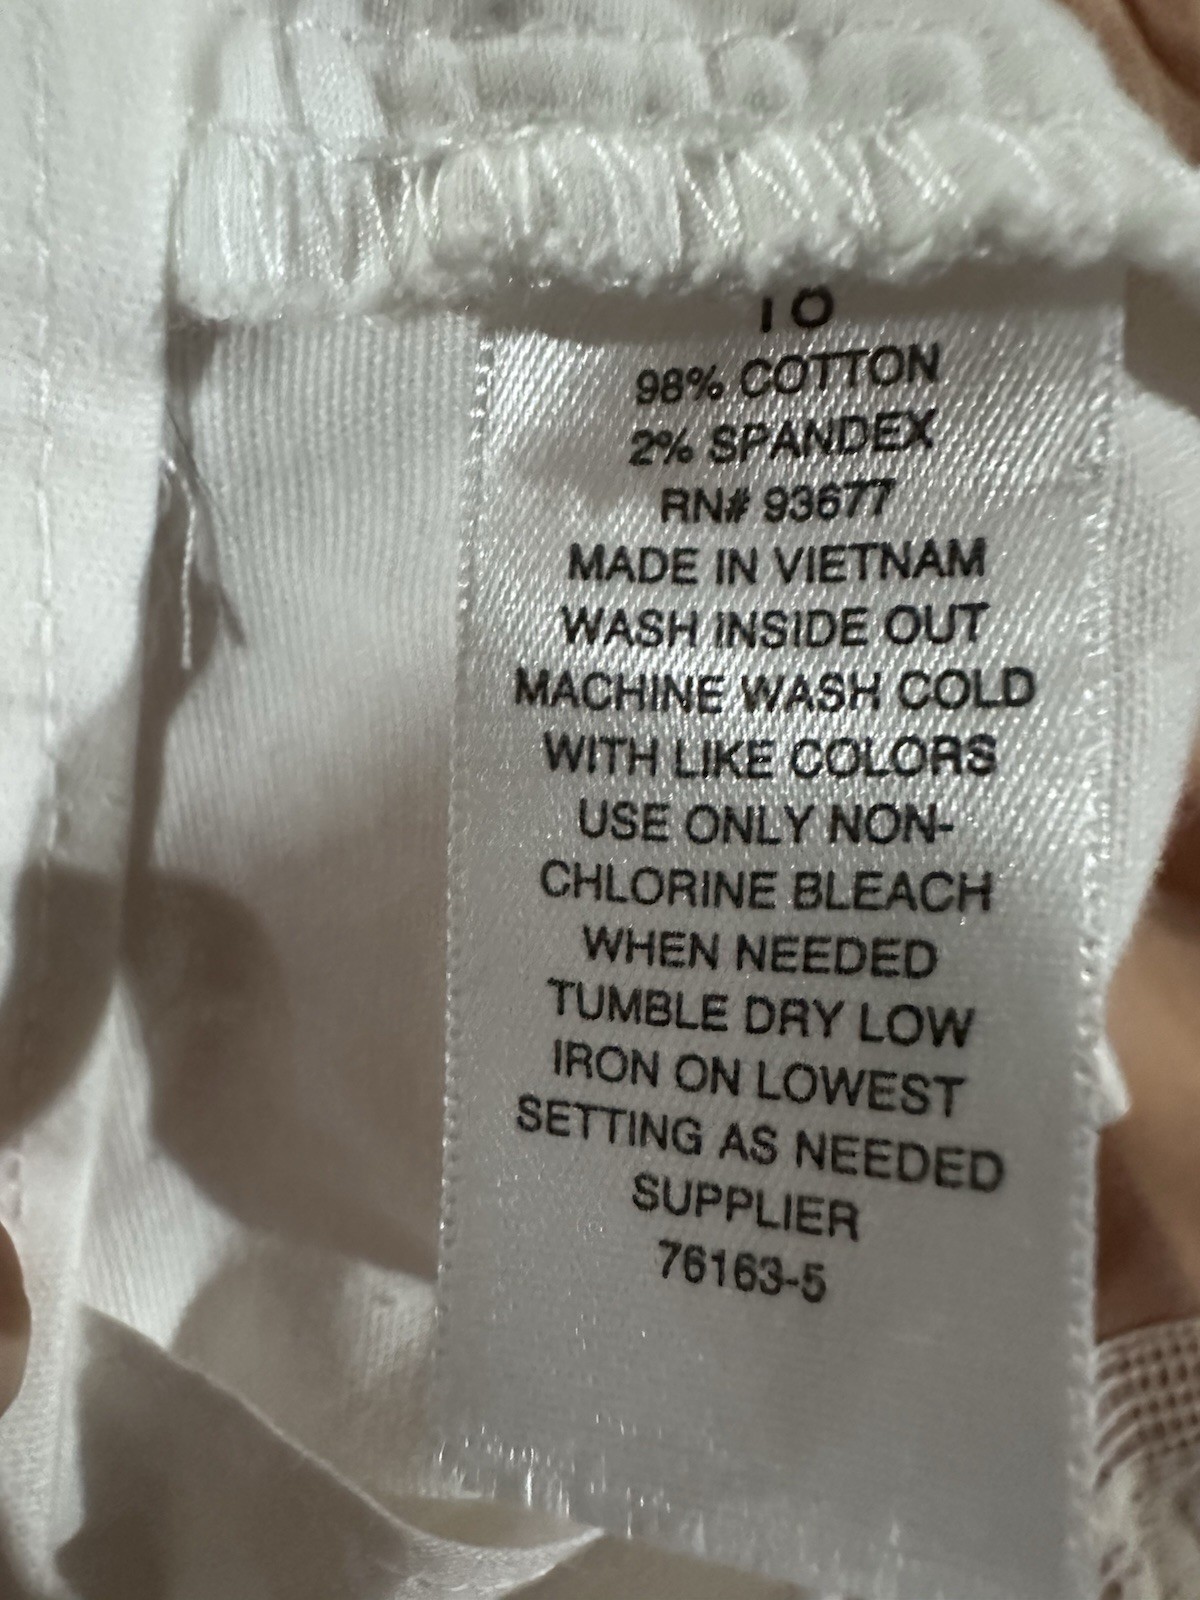 98% COTTON
2% SPANDEX
RN# 93677
MADE IN VIETNAM
WASH INSIDE OUT
MACHINE WASH COLD
WITH LIKE COLORS
USE ONLY NON-
CHLORINE BLEACH
WHEN NEEDED
TUMBLE DRY LOW
IRON ON LOWEST
SETTING AS NEEDED
SUPPLIER
76163-5